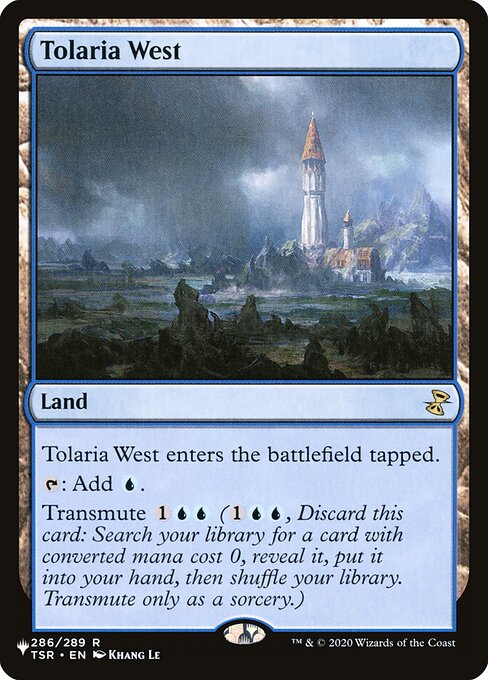 Tolaria West
Land
Tolaria West enters the battlefield tapped.
: Add .
Transmute 1 (1, Discard this
card: Search your library for a card with
converted mana cost 0, reveal it, put it
into your hand, then shuffle your library.
Transmute only as a sorcery.)
286/289 R
TSR • EN Khang Le
™ & © 2020 Wizards of the Coast